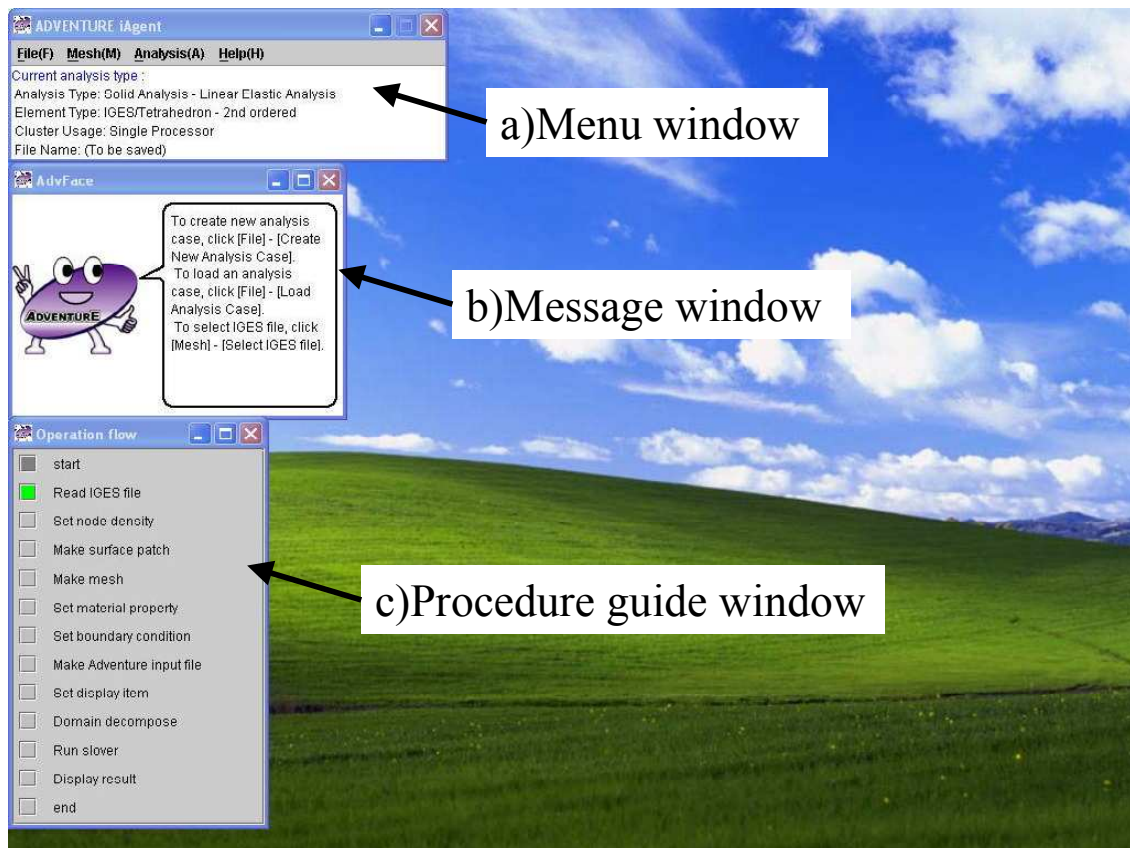 ADVENTURE iAgent
File(F) Mesh(M) Analysis(A) Help(H)
Current analysis type :
Analysis Type: Solid Analysis - Linear Elastic Analysis
Element Type: IGES/Tetrahedron - 2nd ordered
Cluster Usage: Single Processor
File Name: (To be saved)
a)Menu window
AdvFace
To create new analysis
case, click [File] - [Create
New Analysis Case].
To load an analysis
case, click [File] - [Load
Analysis Case].
To select IGES file, click
[Mesh] - [Select IGES file].
ADVENTURE
b)Message window
Operation flow
start
Read IGES file
Set node density
Make surface patch
Make mesh
Set material property
Set boundary condition
Make Adventure input file
Set display item
Domain decompose
Run slover
Display result
end
c)Procedure guide window